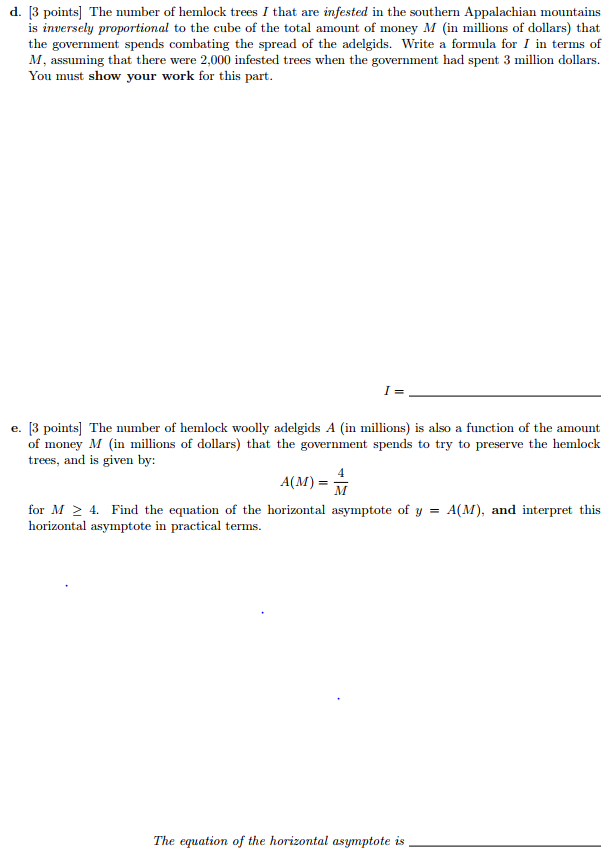 d. [3 points] The number of hemlock trees I that are infested in the southern Appalachian mountains
is inversely proportional to the cube of the total amount of money M (in millions of dollars) that
the government spends combating the spread of the adelgids. Write a formula for I in terms of
M, assuming that there were 2,000 infested trees when the government had spent 3 million dollars.
You must show your work for this part.
I =
e. [3 points] The number of hemlock woolly adelgids A (in millions) is also a function of the amount
of money M (in millions of dollars) that the government spends to try to preserve the hemlock
trees, and is given by:
A(M) = 4/M
for M ≥ 4. Find the equation of the horizontal asymptote of y = A(M), and interpret this
horizontal asymptote in practical terms.
The equation of the horizontal asymptote is